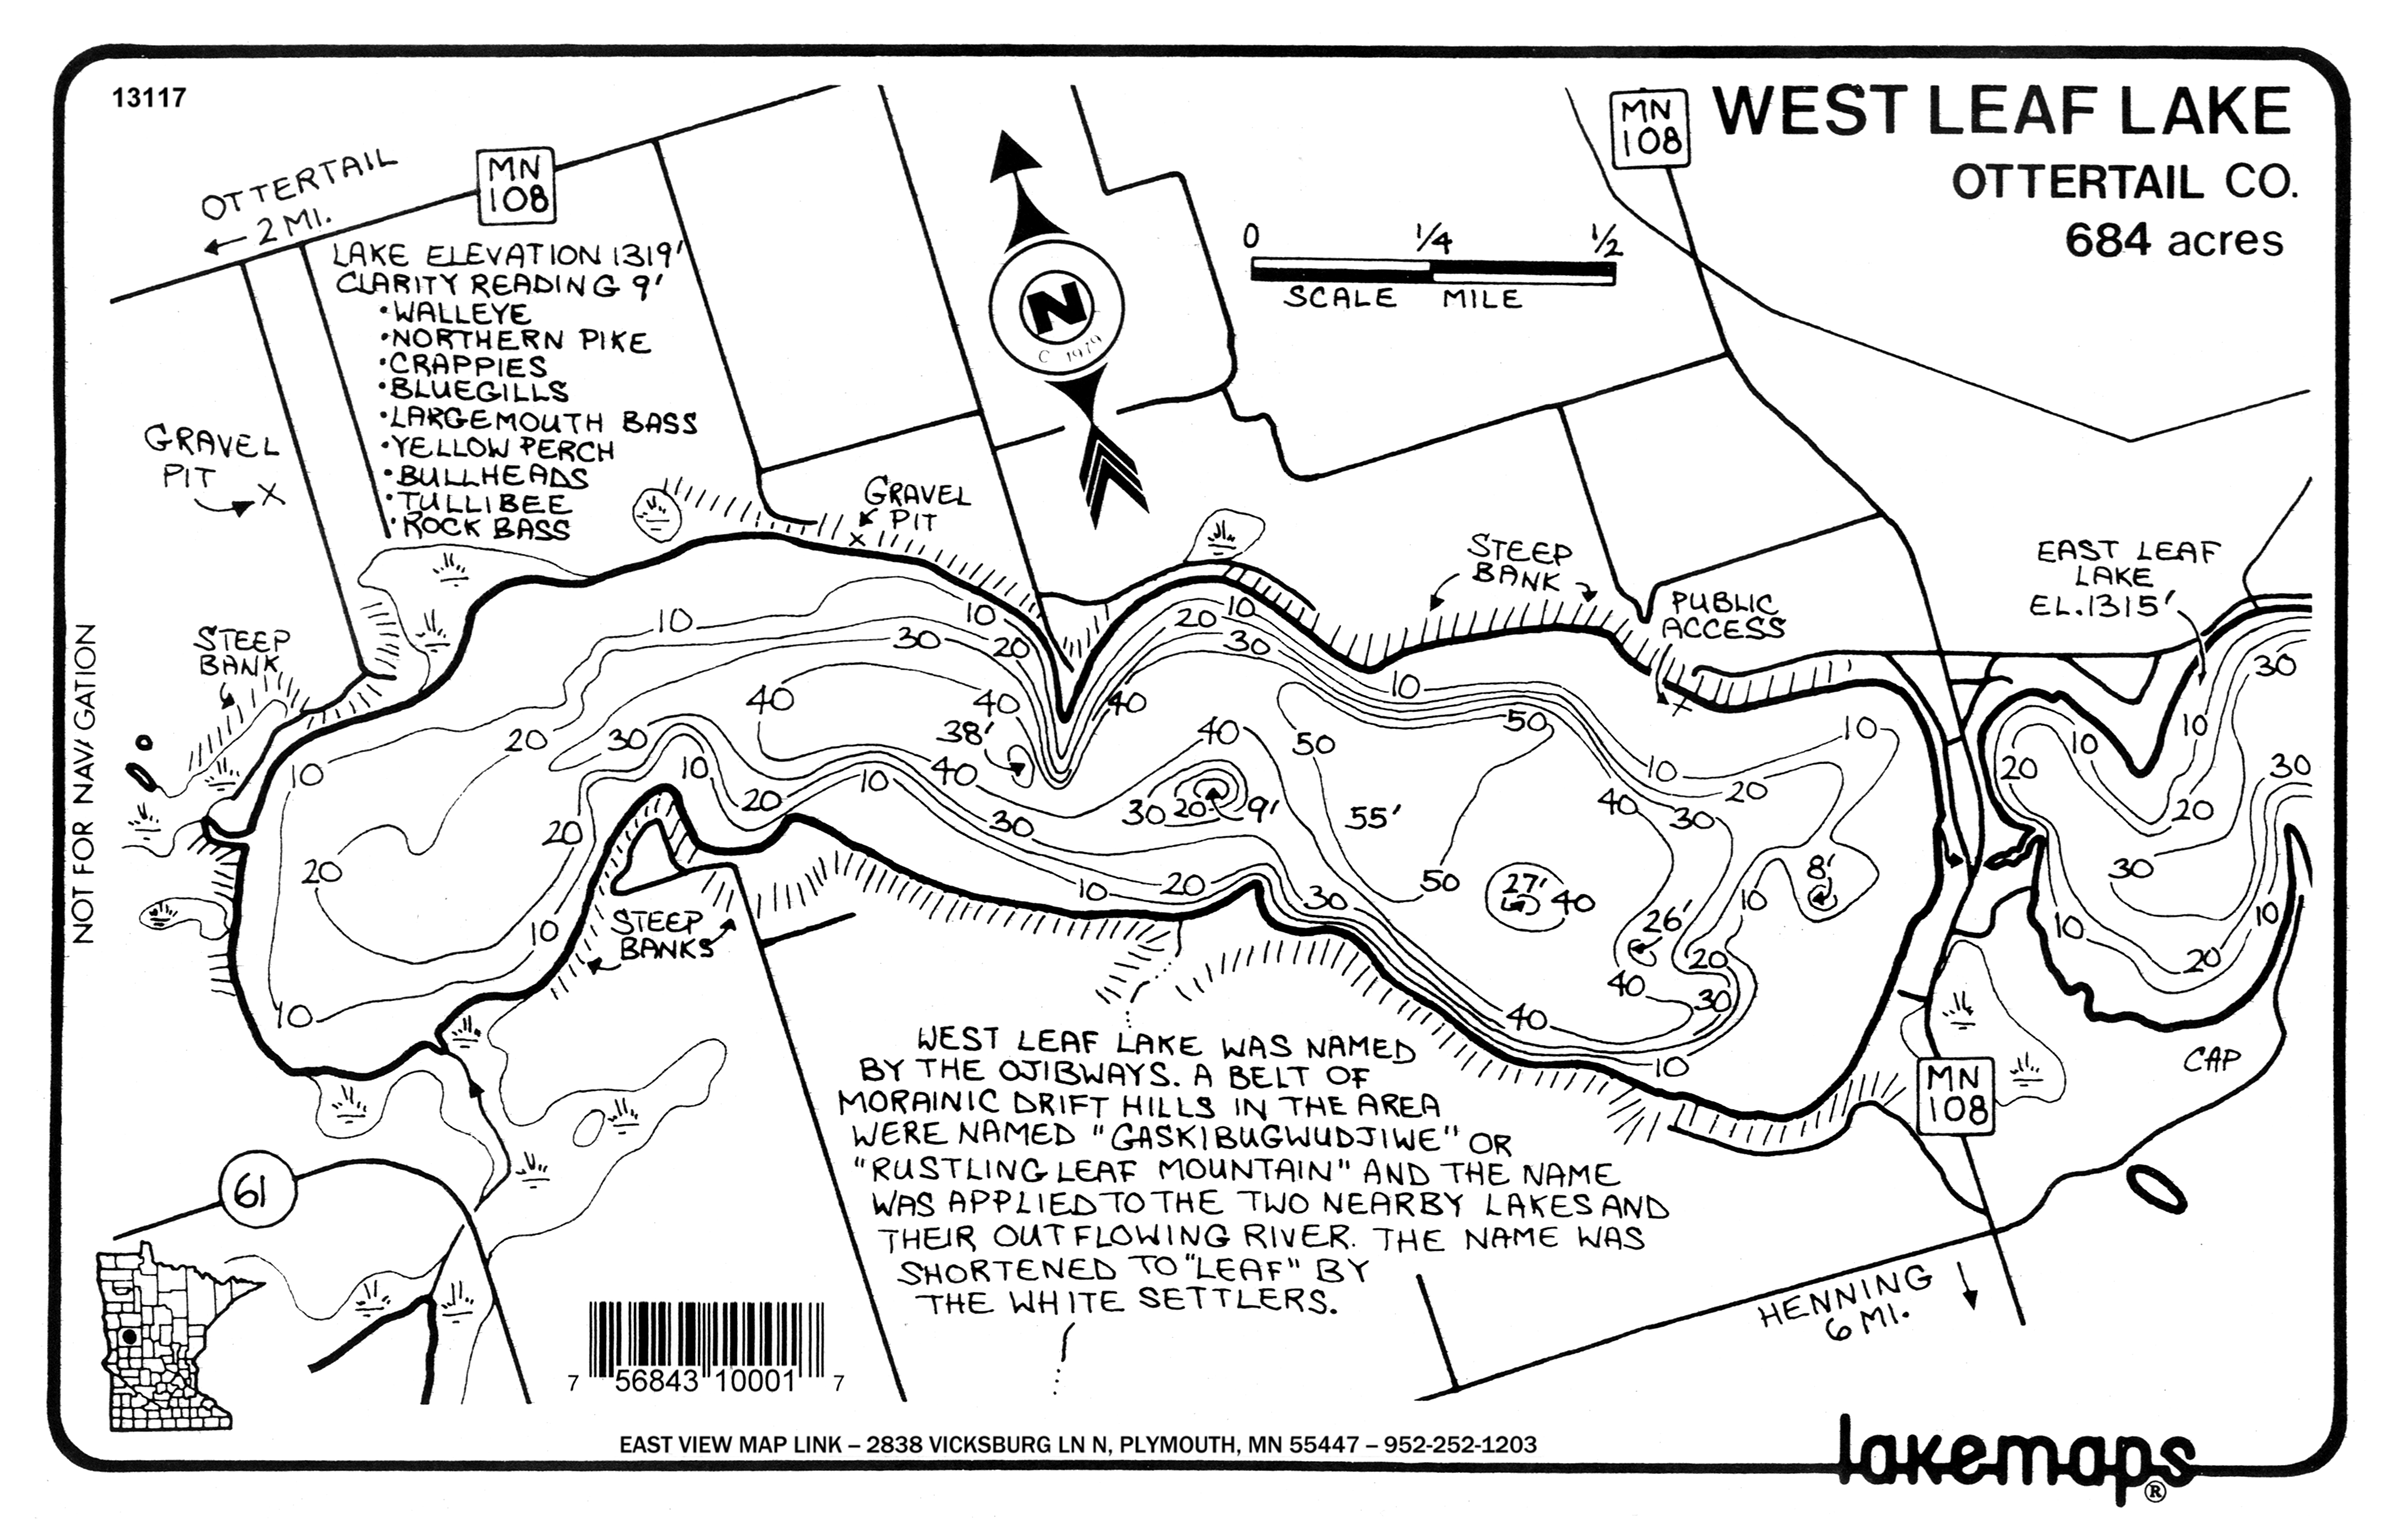 13117
WEST LEAF LAKE
OTTERTAIL CO.
684 acres
MN
108
MN
108
OTTERTAIL
2 MI.
LAKE ELEVATION 1319'
CLARITY READING 9'
•WALLEYE
•NORTHERN PIKE
•CRAPPIES
•BLUEGILLS
•LARGEMOUTH BASS
•YELLOW PERCH
•BULLHEADS
•TULLIBEE
•ROCK BASS
N
C 1979
0 1/4 1/2
SCALE MILE
GRAVEL
PIT
X
GRAVEL
PIT
X
STEEP
BANK
STEEP
BANK
PUBLIC
ACCESS
X
EAST LEAF
LAKE
EL. 1315'
NOT FOR NAVIGATION
10
10
10
30
20
20
30
10
30
40
40
40
38'
20
30
10
10
20
10
40
30
40
30
20
9'
50
50
55'
50
10
10
20
40
30
10
20
20
10
10
10
20
30
10
20
30
27'
40
26'
40
20
10
30
8'
40
10
30
10
10
20
20
30
30
30
10
10
20
STEEP
BANKS
WEST LEAF LAKE WAS NAMED
BY THE OJIBWAYS. A BELT OF
MORAINIC DRIFT HILLS IN THE AREA
WERE NAMED "GASKIBUGWUDJIWE" OR
"RUSTLING LEAF MOUNTAIN" AND THE NAME
WAS APPLIED TO THE TWO NEARBY LAKES AND
THEIR OUTFLOWING RIVER. THE NAME WAS
SHORTENED TO "LEAF" BY
THE WHITE SETTLERS.
CAP
MN
108
HENNING
6 MI.
61
7 56843 10001 7
EAST VIEW MAP LINK – 2838 VICKSBURG LN N, PLYMOUTH, MN 55447 – 952-252-1203
lakemaps®